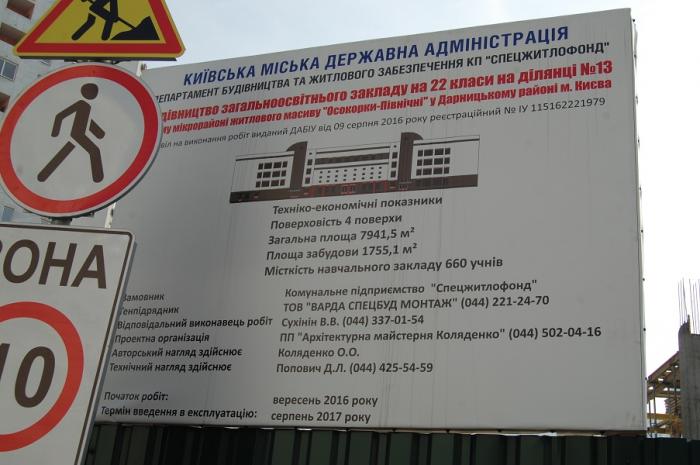 КИЇВСЬКА МІСЬКА ДЕРЖАВНА АДМІНІСТРАЦІЯ
ДЕПАРТАМЕНТ БУДІВНИЦТВА ТА ЖИТЛОВОГО ЗАБЕЗПЕЧЕННЯ КП "СПЕЦЖИТЛОФОНД"
дівництво загальноосвітнього закладу на 22 класи на ділянці №13
му мікрорайоні житлового масиву "Осокорки-Північні" у Дарницькому районі м. Києва
віл на виконання робіт виданий ДАБІУ від 09 серпня 2016 року реєстраційний № ІУ 115162221979
Техніко-економічні показники
Поверховість 4 поверхи
Загальна площа 7941,5 м²
Площа забудови 1755,1 м²
Місткість навчального закладу 660 учнів
Замовник Комунальне підприємство "Спецжитлофонд"
Генпідрядник ТОВ "ВАРДА СПЕЦБУД МОНТАЖ" (044) 221-24-70
Відповідальний виконавець робіт Сухінін В.В. (044) 337-01-54
Проектна організація ПП "Архітектурна майстерня Коляденко" (044) 502-04-16
Авторський нагляд здійснює Коляденко О.О.
Технічний нагляд здійснює Попович Д.Л. (044) 425-54-59
Початок робіт: вересень 2016 року
Термін введення в експлуатацію: серпень 2017 року
ЗОНА
10